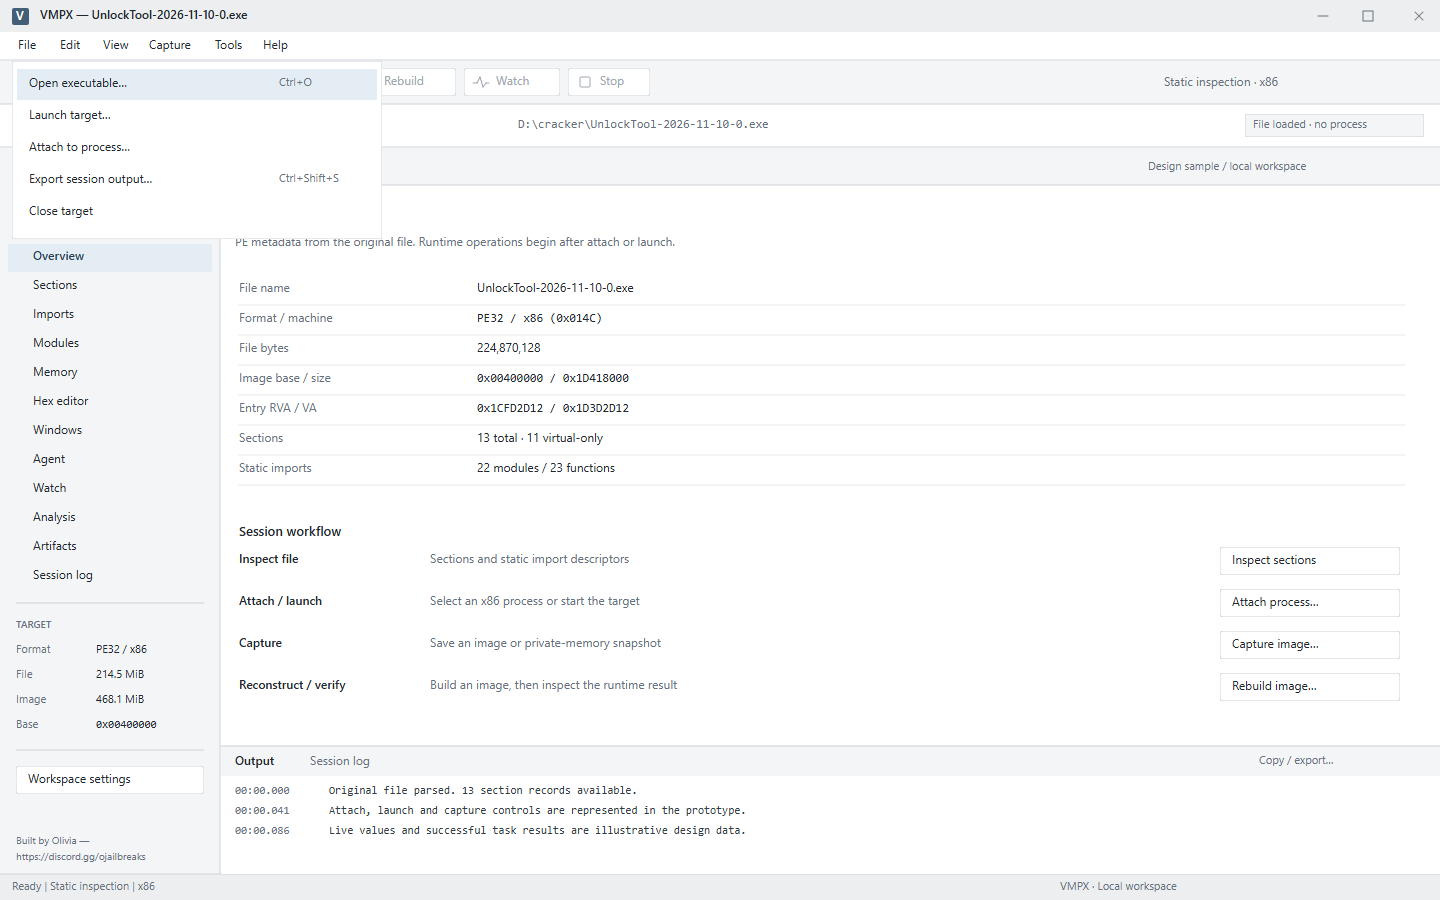 V VMPX — UnlockTool-2026-11-10-0.exe
File Edit View Capture Tools Help
Open executable... Ctrl+O
Launch target...
Attach to process...
Export session output... Ctrl+Shift+S
Close target
Rebuild Watch Stop Static inspection · x86
D:\cracker\UnlockTool-2026-11-10-0.exe File loaded · no process
Design sample / local workspace
PE metadata from the original file. Runtime operations begin after attach or launch.
Overview
Sections
Imports
Modules
Memory
Hex editor
Windows
Agent
Watch
Analysis
Artifacts
Session log
TARGET
Format PE32 / x86
File 214.5 MiB
Image 468.1 MiB
Base 0x00400000
Workspace settings
Built by Olivia —
https://discord.gg/ojailbreaks
File name UnlockTool-2026-11-10-0.exe
Format / machine PE32 / x86 (0x014C)
File bytes 224,870,128
Image base / size 0x00400000 / 0x1D418000
Entry RVA / VA 0x1CFD2D12 / 0x1D3D2D12
Sections 13 total · 11 virtual-only
Static imports 22 modules / 23 functions
Session workflow
Inspect file Sections and static import descriptors Inspect sections
Attach / launch Select an x86 process or start the target Attach process...
Capture Save an image or private-memory snapshot Capture image...
Reconstruct / verify Build an image, then inspect the runtime result Rebuild image...
Output Session log Copy / export...
00:00.000 Original file parsed. 13 section records available.
00:00.041 Attach, launch and capture controls are represented in the prototype.
00:00.086 Live values and successful task results are illustrative design data.
Ready | Static inspection | x86 VMPX · Local workspace